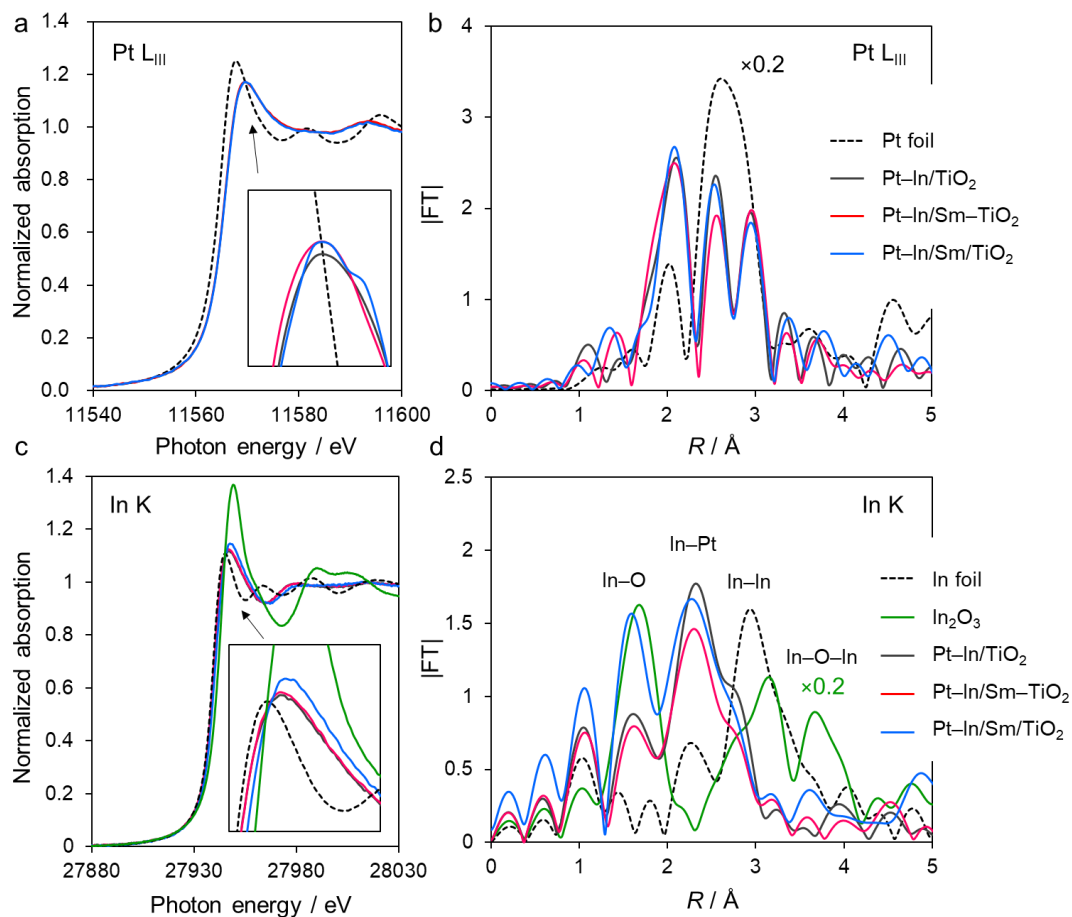 a
Pt L_III
Normalized absorption
1.4
1.2
1.0
0.8
0.6
0.4
0.2
0.0
11540 11560 11580 11600
Photon energy / eV
b
Pt L_III
×0.2
|FT|
4
3
2
1
0
0 1 2 3 4 5
R / Å
Pt foil
Pt–In/TiO₂
Pt–In/Sm–TiO₂
Pt–In/Sm/TiO₂
c
In K
Normalized absorption
1.4
1.2
1
0.8
0.6
0.4
0.2
0
27880 27930 27980 28030
Photon energy / eV
d
In K
In–Pt
In–O
In–In
In–O–In
×0.2
|FT|
2.5
2
1.5
1
0.5
0
0 1 2 3 4 5
R / Å
In foil
In₂O₃
Pt–In/TiO₂
Pt–In/Sm–TiO₂
Pt–In/Sm/TiO₂